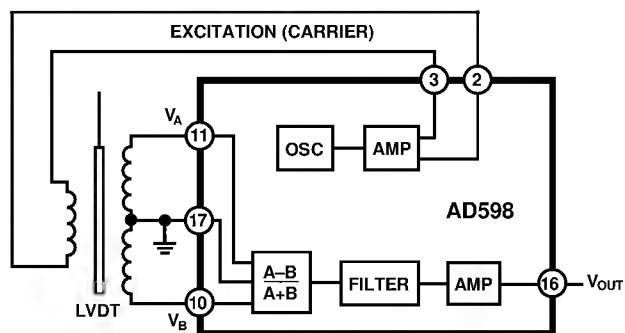 EXCITATION (CARRIER)
3
2
VA
11
OSC
AMP
17
AD598
A–B
A+B
FILTER
AMP
16
VOUT
10
LVDT
VB